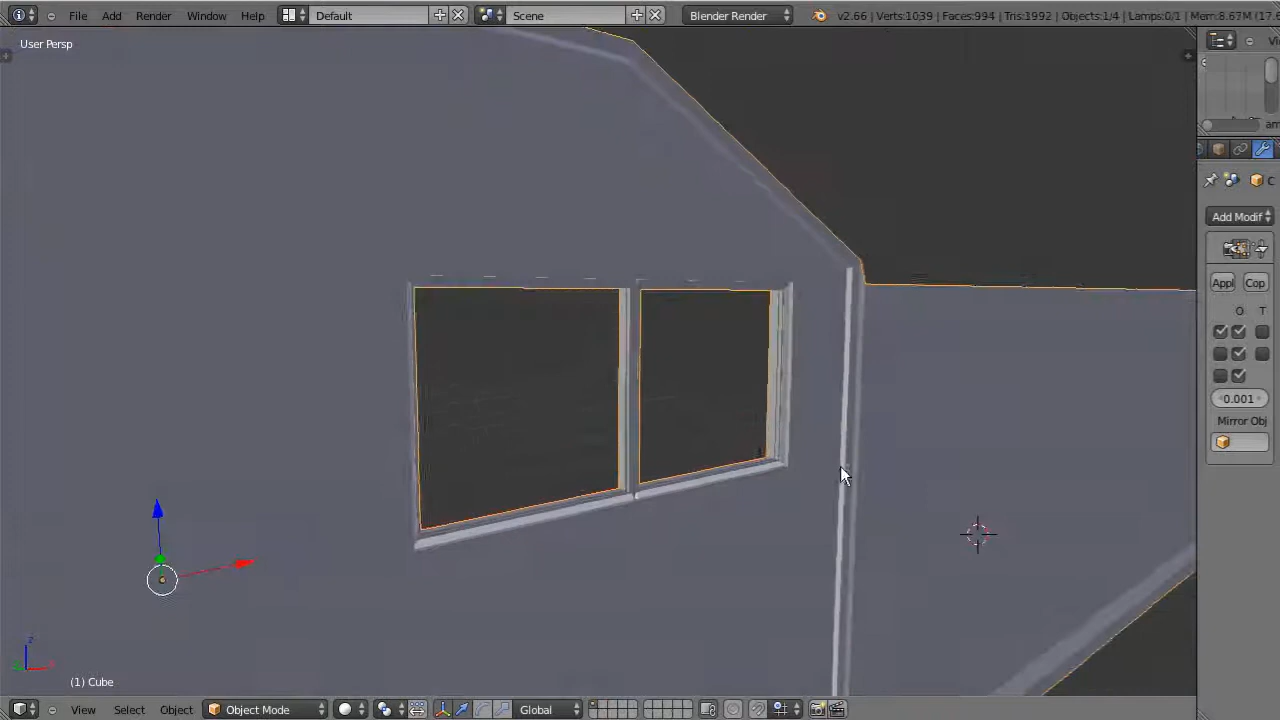 File Add Render Window Help Default Scene Blender Render v2.66 | Verts:1039 | Faces:994 | Tris:1992 | Objects:1/4 | Lamps:0/1 | Mem:8.67M (17.6
User Persp
Add Modif
Appl Cop
O T
0.001
Mirror Obj
(1) Cube
View Select Object Object Mode Global